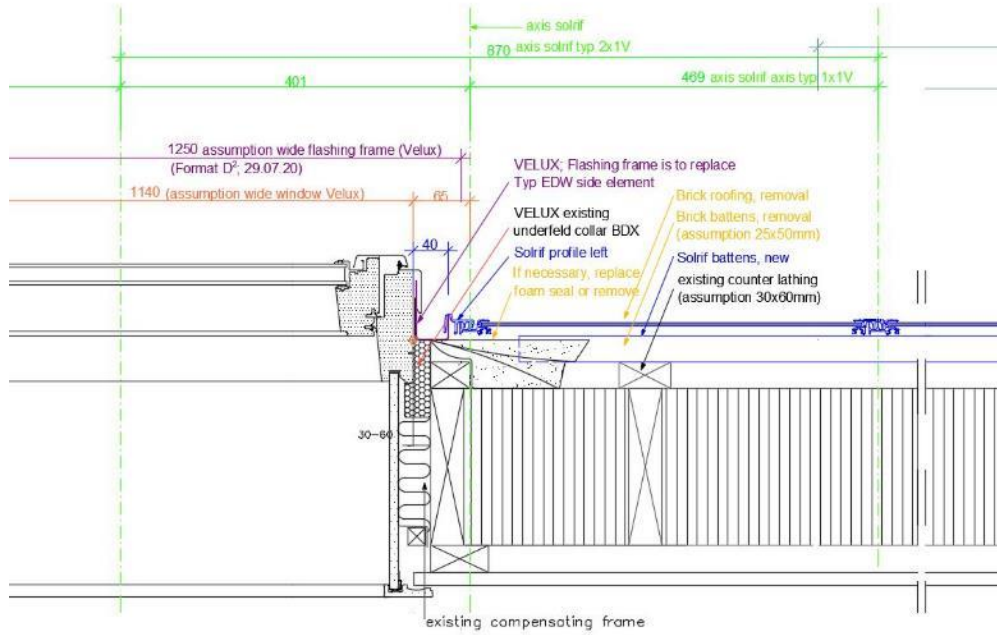 axis solrif
870 axis solrif typ 2x1V
401
469 axis solrif axis typ 1x1V
1250 assumption wide flashing frame (Velux)
(Format D²; 29.07.20)
1140 (assumption wide window Velux)
65
40
VELUX; Flashing frame is to replace
Typ EDW side element
VELUX existing
underfeld collar BDX
Solrif profile left
If necessary, replace
foam seal or remove
Brick roofing, removal
Brick battens, removal
(assumption 25x50mm)
Solrif battens, new
existing counter lathing
(assumption 30x60mm)
30-60
existing compensating frame